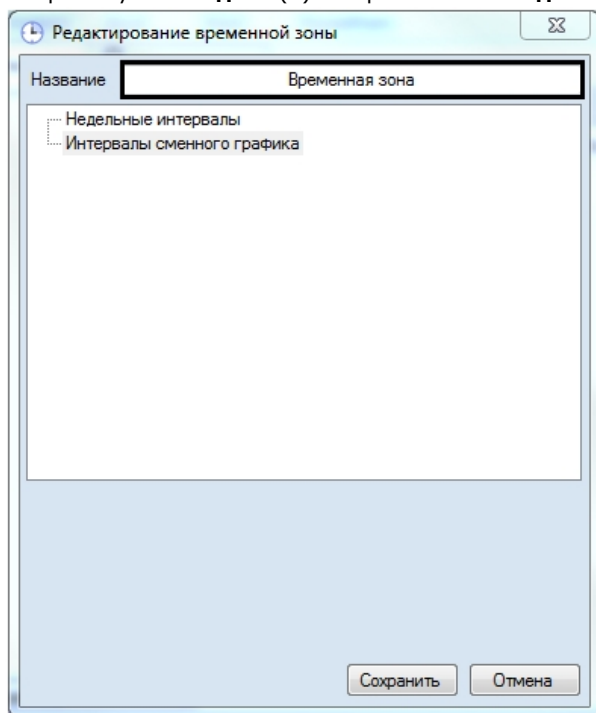 Редактирование временной зоны
Название Временная зона
Недельные интервалы
Интервалы сменного графика
Сохранить Отмена